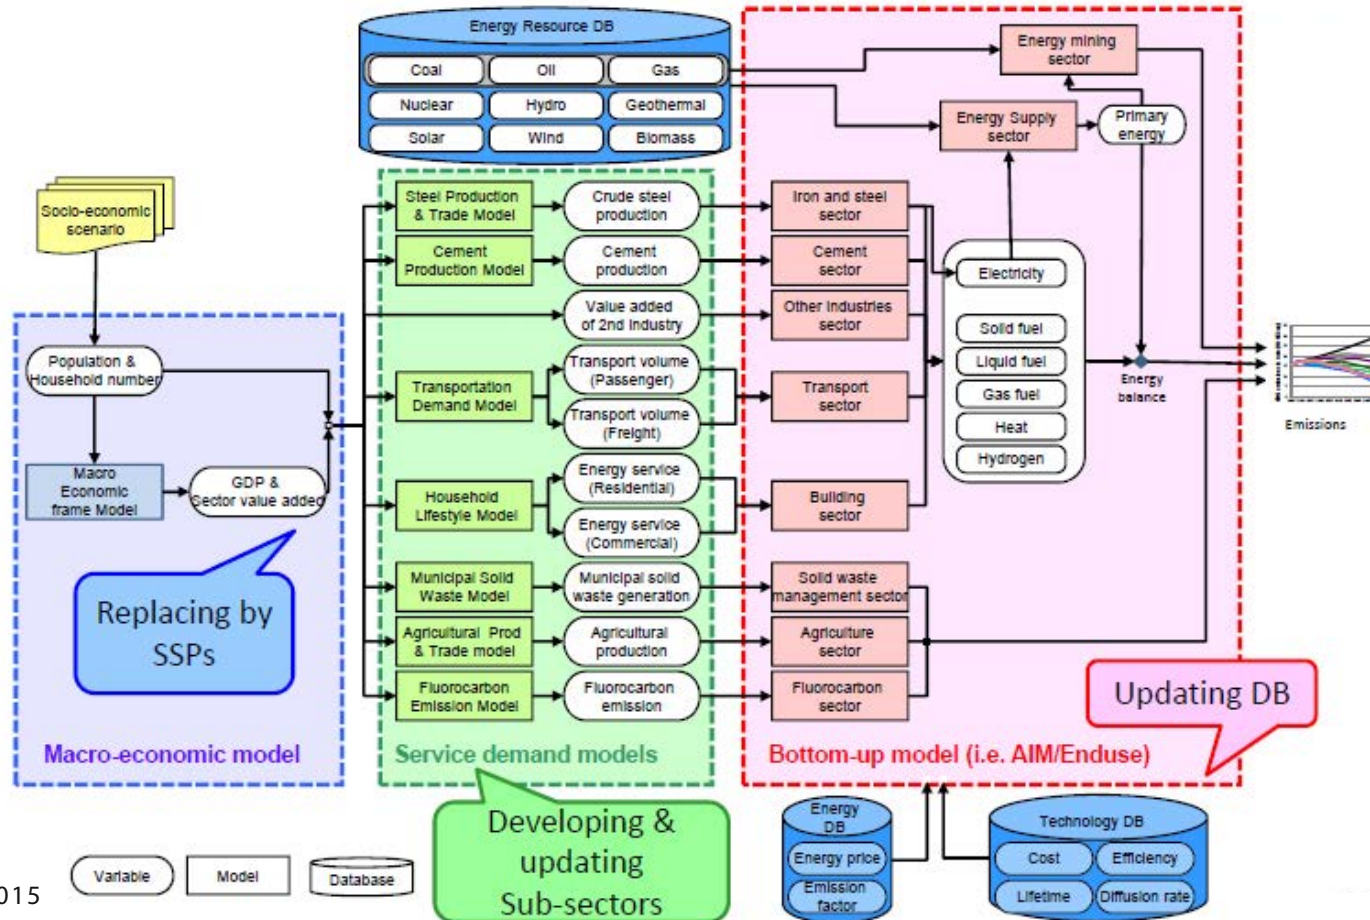 Energy Resource DB
Coal
Oil
Gas
Nuclear
Hydro
Geothermal
Solar
Wind
Biomass
Energy mining
sector
Energy Supply
sector
Primary
energy
Socio-economic
scenario
Steel Production
& Trade Model
Crude steel
production
Iron and steel
sector
Cement
Production Model
Cement
production
Cement
sector
Electricity
Value added
of 2nd industry
Other industries
sector
Solid fuel
Liquid fuel
Gas fuel
Heat
Hydrogen
Energy
balance
Emissions
Population &
Household number
Transportation
Demand Model
Transport volume
(Passenger)
Transport volume
(Freight)
Transport
sector
Macro
Economic
frame Model
GDP &
Sector value added
Household
Lifestyle Model
Energy service
(Residential)
Energy service
(Commercial)
Building
sector
Replacing by
SSPs
Municipal Solid
Waste Model
Municipal solid
waste generation
Solid waste
management sector
Agricultural Prod
& Trade model
Agricultural
production
Agriculture
sector
Fluorocarbon
Emission Model
Fluorocarbon
emission
Fluorocarbon
sector
Updating DB
Macro-economic model
Service demand models
Bottom-up model (i.e. AIM/Enduse)
Developing &
updating
Sub-sectors
Energy
DB
Energy price
Emission
factor
Technology DB
Cost
Efficiency
Lifetime
Diffusion rate
Variable
Model
Database
015